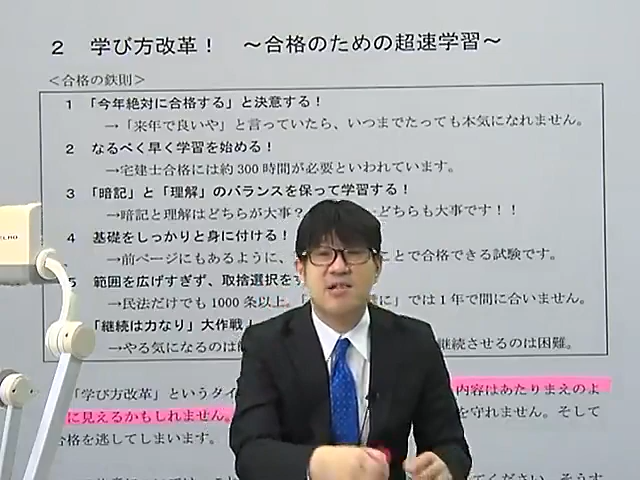 ２ 学び方改革！ ～合格のための超速学習～
＜合格の鉄則＞
１ 「今年絶対に合格する」と決意する！
→「来年で良いや」と言っていたら、いつまでたっても本気になれません。
２ なるべく早く学習を始める！
→宅建士合格には約300時間が必要といわれています。
３ 「暗記」と「理解」のバランスを保って学習する！
→暗記と理解はどちらが大事？ どちらも大事です！！
４ 基礎をしっかりと身に付ける！
→前ページにもあるように、 ことで合格できる試験です。
５ 範囲を広げすぎず、取捨選択を
→民法だけでも1000条以上。 に」では１年で間に合いません。
「継続は力なり」大作戦
→やる気になるのは 継続させるのは困難。
「学び方改革」というタイ 内容はあたりまえのよ
に見えるかもしれません。 を守れません。そして
合格を逃してしまいます。